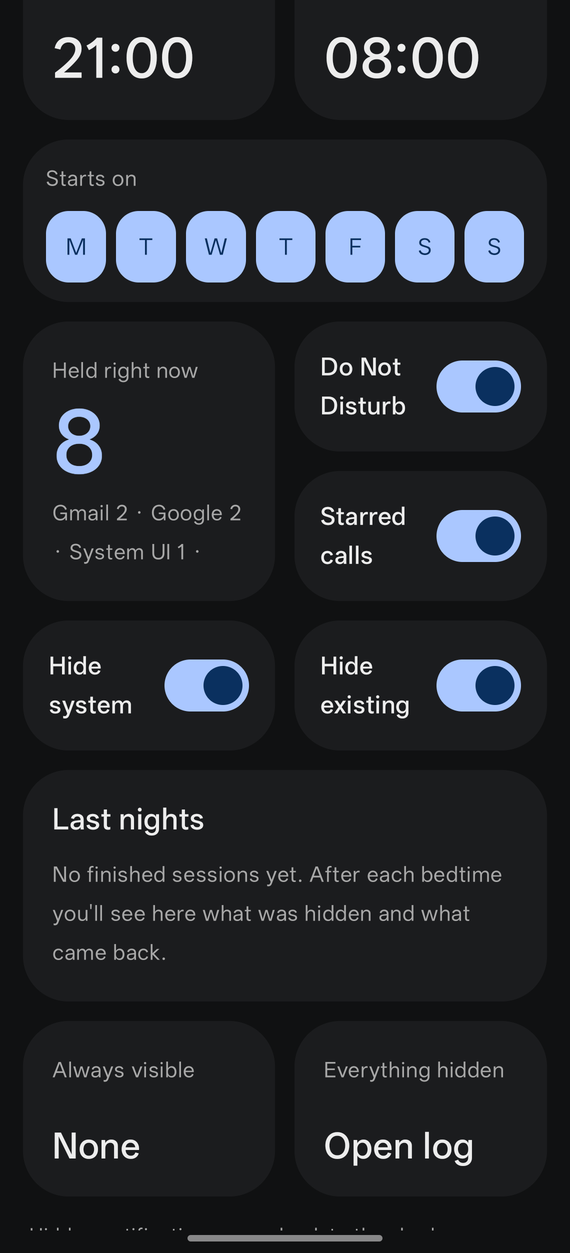 21:00
08:00
Starts on
M T W T F S S
Held right now
8
Gmail 2 · Google 2
· System UI 1 ·
Do Not
Disturb
Starred
calls
Hide
system
Hide
existing
Last nights
No finished sessions yet. After each bedtime
you'll see here what was hidden and what
came back.
Always visible
None
Everything hidden
Open log